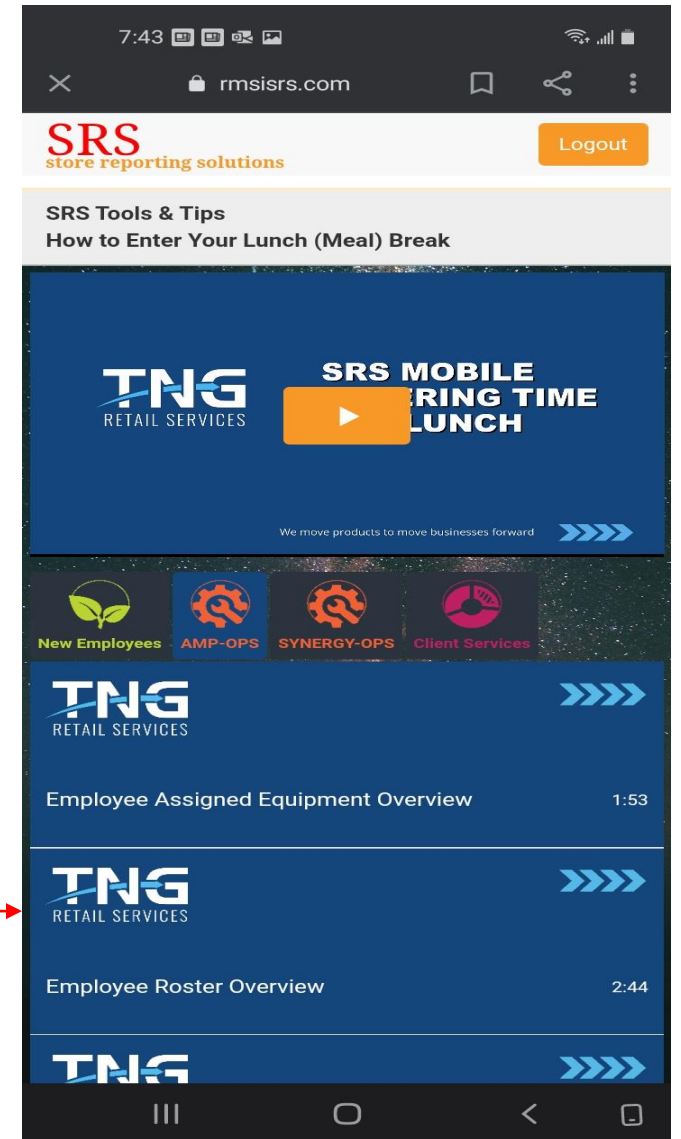 7:43
rmsisrs.com
SRS
store reporting solutions
Logout
SRS Tools & Tips
How to Enter Your Lunch (Meal) Break
TNG
RETAIL SERVICES
SRS MOBILE
ERING TIME
LUNCH
We move products to move businesses forward
New Employees
AMP-OPS
SYNERGY-OPS
Client Services
TNG
RETAIL SERVICES
Employee Assigned Equipment Overview 1:53
TNG
RETAIL SERVICES
Employee Roster Overview 2:44
TNG